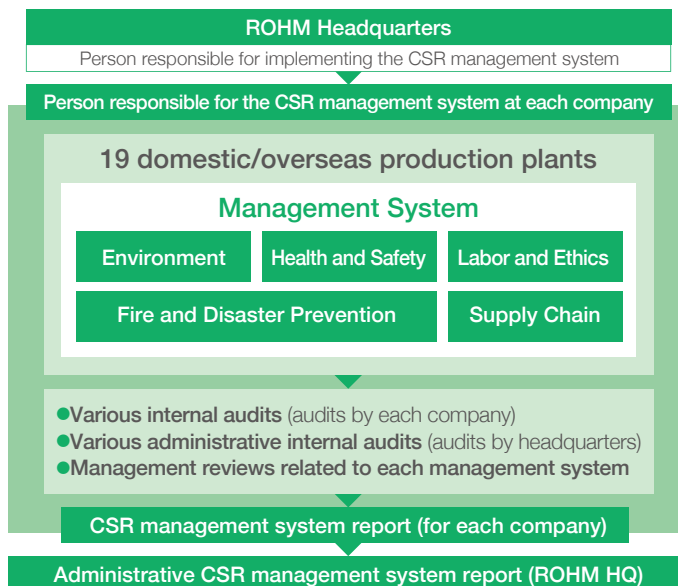 ROHM Headquarters
Person responsible for implementing the CSR management system
Person responsible for the CSR management system at each company
19 domestic/overseas production plants
Management System
Environment
Health and Safety
Labor and Ethics
Fire and Disaster Prevention
Supply Chain
●Various internal audits (audits by each company)
●Various administrative internal audits (audits by headquarters)
●Management reviews related to each management system
CSR management system report (for each company)
Administrative CSR management system report (ROHM HQ)